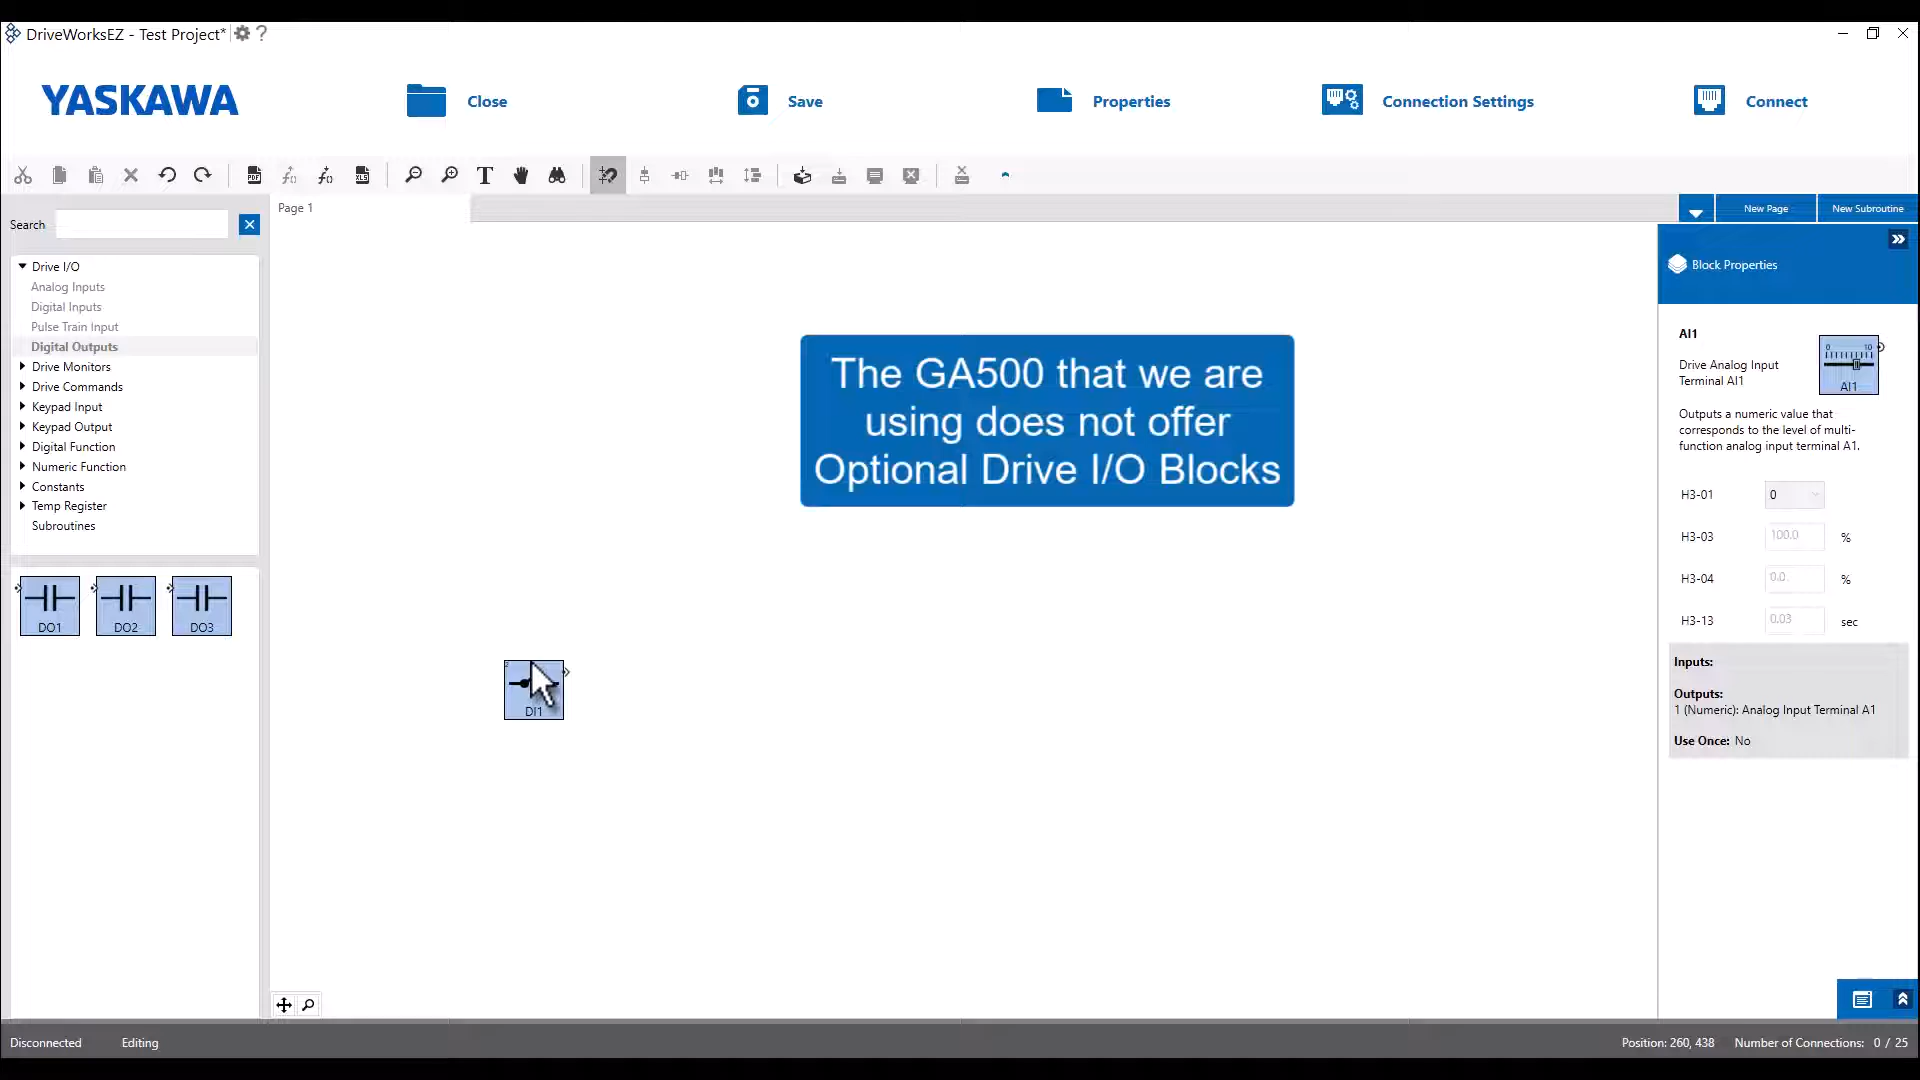 DriveWorksEZ - Test Project*
YASKAWA
Close
Save
Properties
Connection Settings
Connect
PDF
XLS
Page 1
New Page
New Subroutine
Search
Drive I/O
Analog Inputs
Digital Inputs
Pulse Train Input
Digital Outputs
Drive Monitors
Drive Commands
Keypad Input
Keypad Output
Digital Function
Numeric Function
Constants
Temp Register
Subroutines
DO1
DO2
DO3
The GA500 that we are
using does not offer
Optional Drive I/O Blocks
2
DI1
Block Properties
AI1
Drive Analog Input
Terminal AI1
0 10
AI1
Outputs a numeric value that
corresponds to the level of multi-
function analog input terminal A1.
H3-01 0
H3-03 100.0 %
H3-04 0.0 %
H3-13 0.03 sec
Inputs:
Outputs:
1 (Numeric): Analog Input Terminal A1
Use Once: No
Disconnected
Editing
Position: 260, 438
Number of Connections: 0 / 25